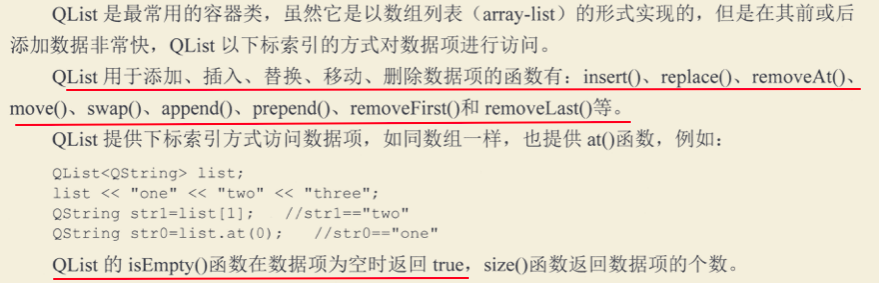 QList 是最常用的容器类，虽然它是以数组列表（array-list）的形式实现的，但是在其前或后
添加数据非常快，QList 以下标索引的方式对数据项进行访问。
QList 用于添加、插入、替换、移动、删除数据项的函数有：insert()、replace()、removeAt()、
move()、swap()、append()、prepend()、removeFirst()和 removeLast()等。
QList 提供下标索引方式访问数据项，如同数组一样，也提供 at()函数，例如：
QList<QString> list;
list << "one" << "two" << "three";
QString str1=list[1];   //str1=="two"
QString str0=list.at(0);   //str0=="one"
QList 的 isEmpty()函数在数据项为空时返回 true，size()函数返回数据项的个数。